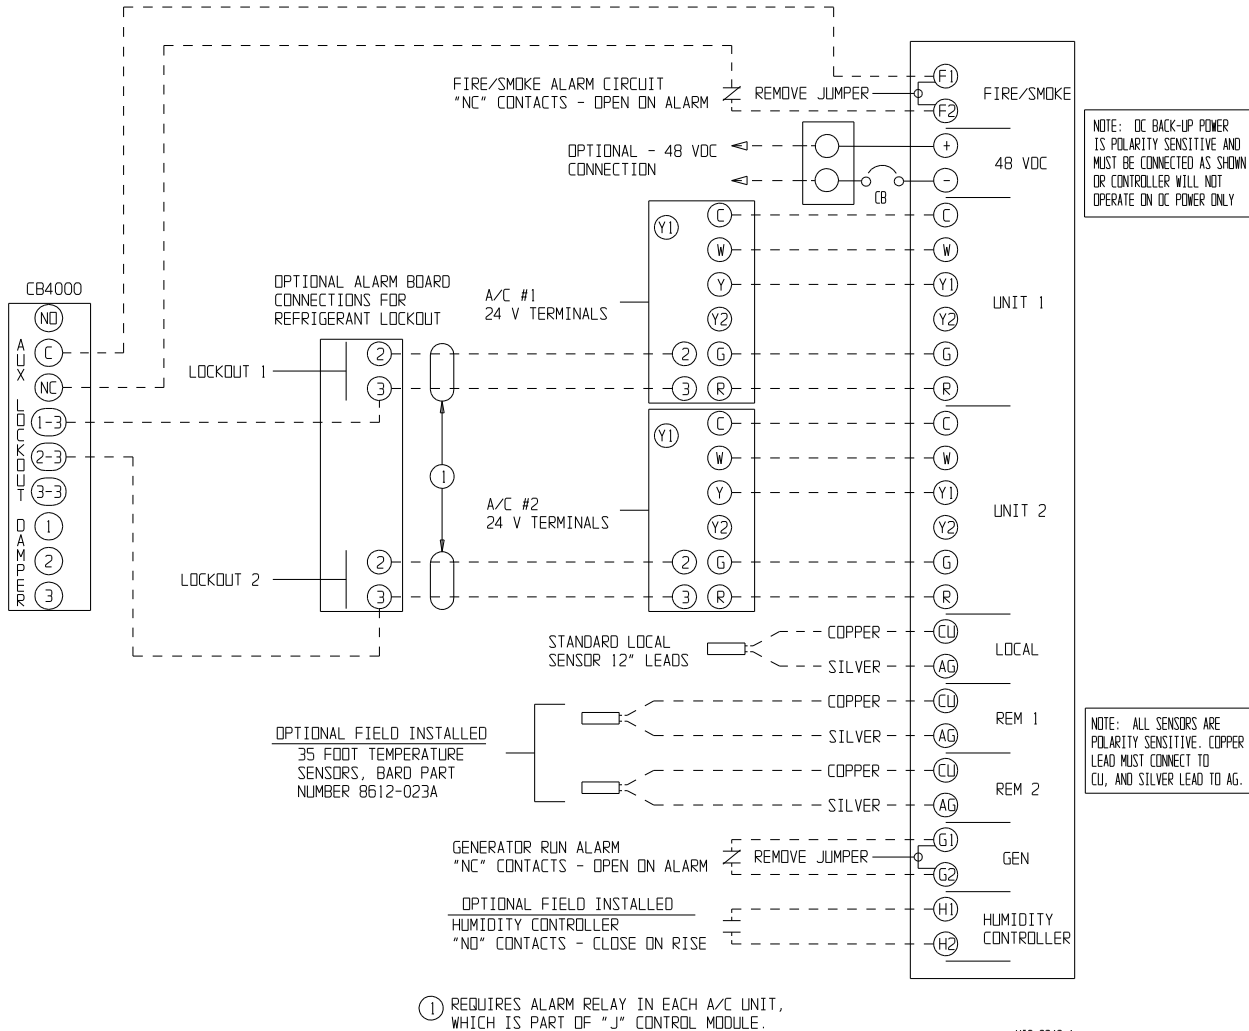 F1
FIRE/SMOKE ALARM CIRCUIT
"NC" CONTACTS - OPEN ON ALARM
REMOVE JUMPER
FIRE/SMOKE
F2
OPTIONAL - 48 VDC
CONNECTION
+
48 VDC
-
CB
NOTE: DC BACK-UP POWER
IS POLARITY SENSITIVE AND
MUST BE CONNECTED AS SHOWN
OR CONTROLLER WILL NOT
OPERATE ON DC POWER ONLY
CB4000
NO
C
NC
1-3
2-3
3-3
1
2
3
AUX LOCKOUT DAMPER
OPTIONAL ALARM BOARD
CONNECTIONS FOR
REFRIGERANT LOCKOUT
LOCKOUT 1
2
3
1
LOCKOUT 2
2
3
A/C #1
24 V TERMINALS
Y1
C
W
Y
Y2
2 G
3 R
C
W
Y1
Y2
G
R
UNIT 1
A/C #2
24 V TERMINALS
Y1
C
W
Y
Y2
2 G
3 R
C
W
Y1
Y2
G
R
UNIT 2
STANDARD LOCAL
SENSOR 12" LEADS
COPPER CU
SILVER AG
LOCAL
OPTIONAL FIELD INSTALLED
35 FOOT TEMPERATURE
SENSORS, BARD PART
NUMBER 8612-023A
COPPER CU
SILVER AG
REM 1
COPPER CU
SILVER AG
REM 2
NOTE: ALL SENSORS ARE
POLARITY SENSITIVE. COPPER
LEAD MUST CONNECT TO
CU, AND SILVER LEAD TO AG.
GENERATOR RUN ALARM
"NC" CONTACTS - OPEN ON ALARM
REMOVE JUMPER
G1
G2
GEN
OPTIONAL FIELD INSTALLED
HUMIDITY CONTROLLER
"NO" CONTACTS - CLOSE ON RISE
H1
H2
HUMIDITY
CONTROLLER
1 REQUIRES ALARM RELAY IN EACH A/C UNIT,
WHICH IS PART OF "J" CONTROL MODULE.